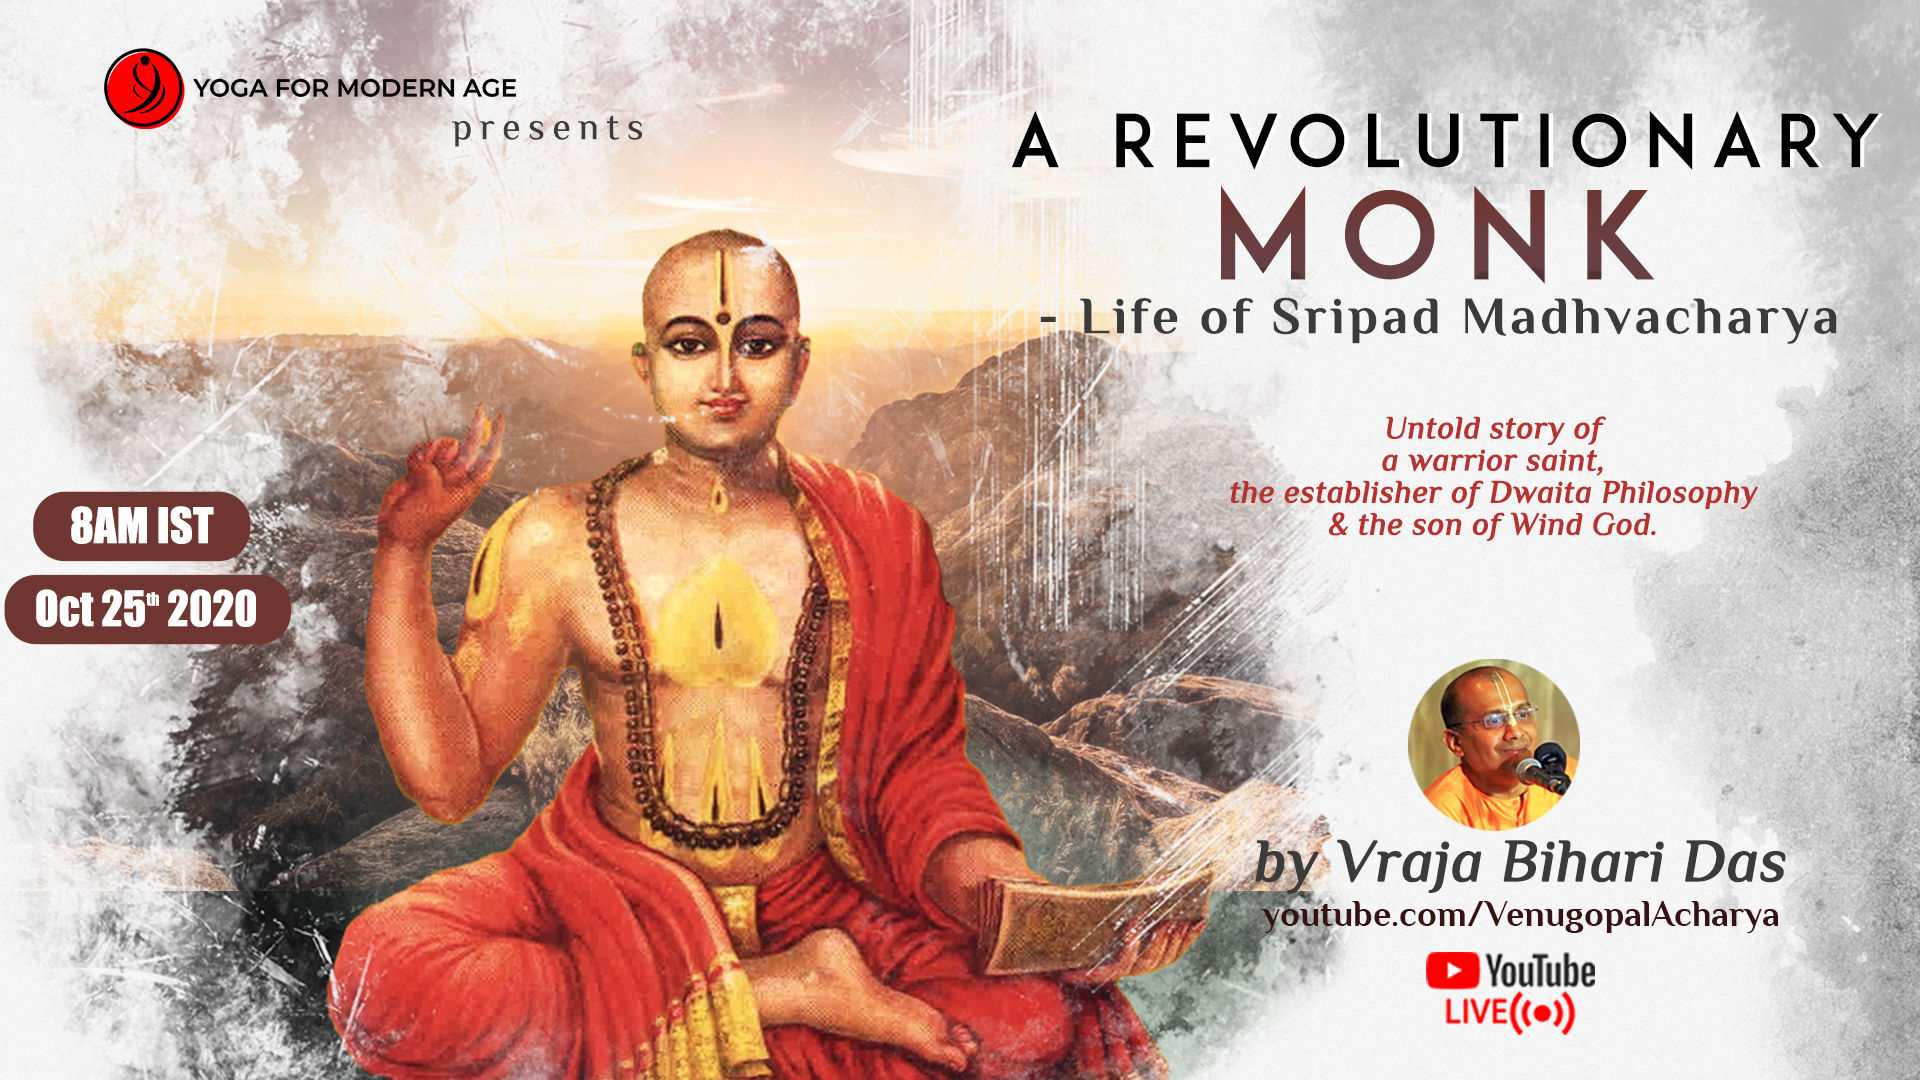 YOGA FOR MODERN AGE
presents
A REVOLUTIONARY
MONK
- Life of Sripad Madhvacharya
Untold story of
a warrior saint,
the establisher of Dwaita Philosophy
& the son of Wind God.
8AM IST
Oct 25th 2020
by Vraja Bihari Das
youtube.com/VenugopalAcharya
YouTube
LIVE